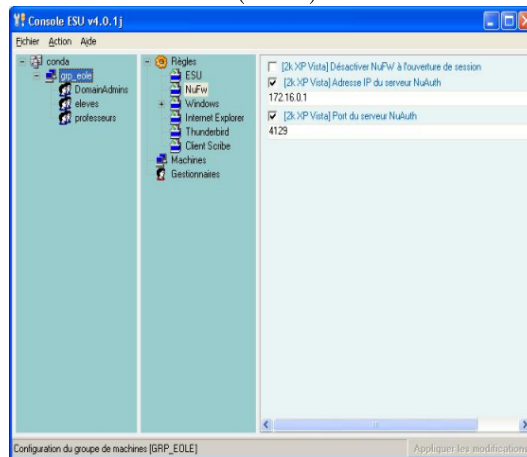 Console ESU v4.0.1j
Fichier Action Aide
conda
grp_eole
DomainAdmins
eleves
professeurs
Règles
ESU
NuFw
Windows
Internet Explorer
Thunderbird
Client Scribe
Machines
Gestionnaires
[2k XP Vista] Désactiver NuFW à l'ouverture de session
[2k XP Vista] Adresse IP du serveur NuAuth
172.16.0.1
[2k XP Vista] Port du serveur NuAuth
4129
Configuration du groupe de machines [GRP_EOLE]
Appliquer les modifications